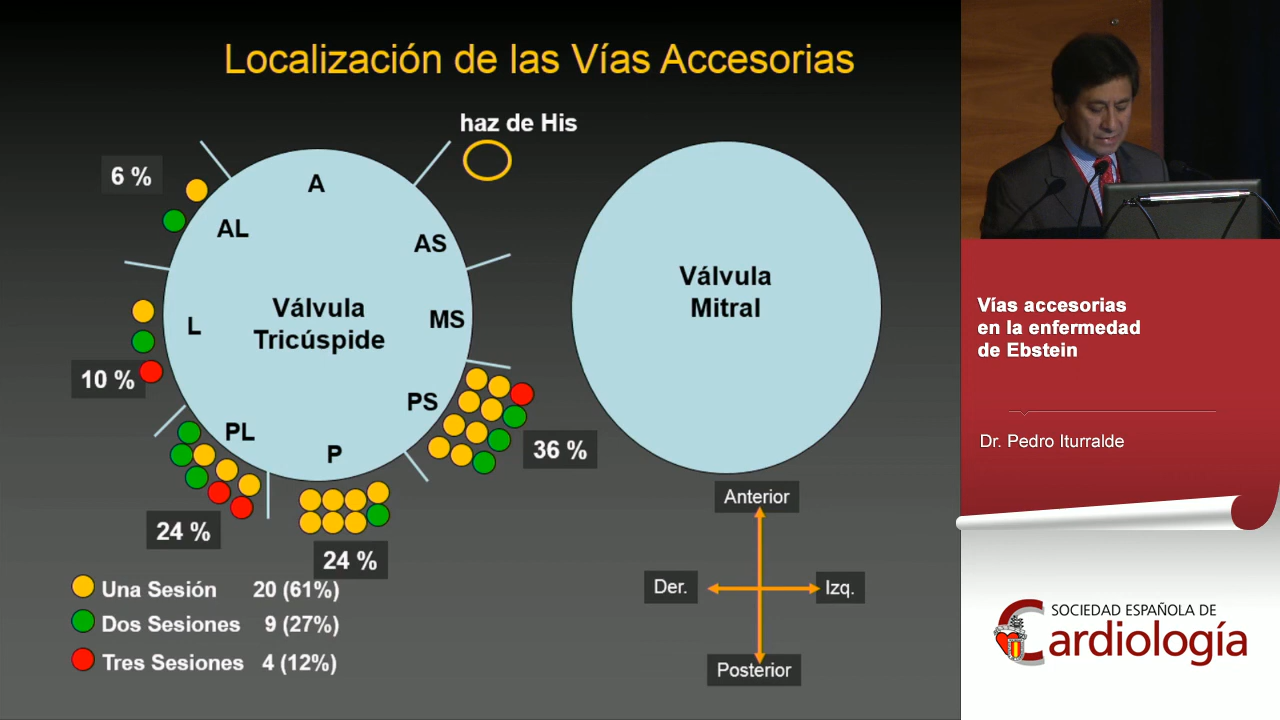 Localización de las Vías Accesorias
haz de His
6 %
A
AL
AS
Válvula
Tricúspide
L
MS
10 %
PS
PL
P
36 %
24 %
24 %
Válvula
Mitral
Una Sesión 20 (61%)
Dos Sesiones 9 (27%)
Tres Sesiones 4 (12%)
Anterior
Der.
Izq.
Posterior
Vías accesorias
en la enfermedad
de Ebstein
Dr. Pedro Iturralde
SOCIEDAD ESPAÑOLA DE
Cardiología